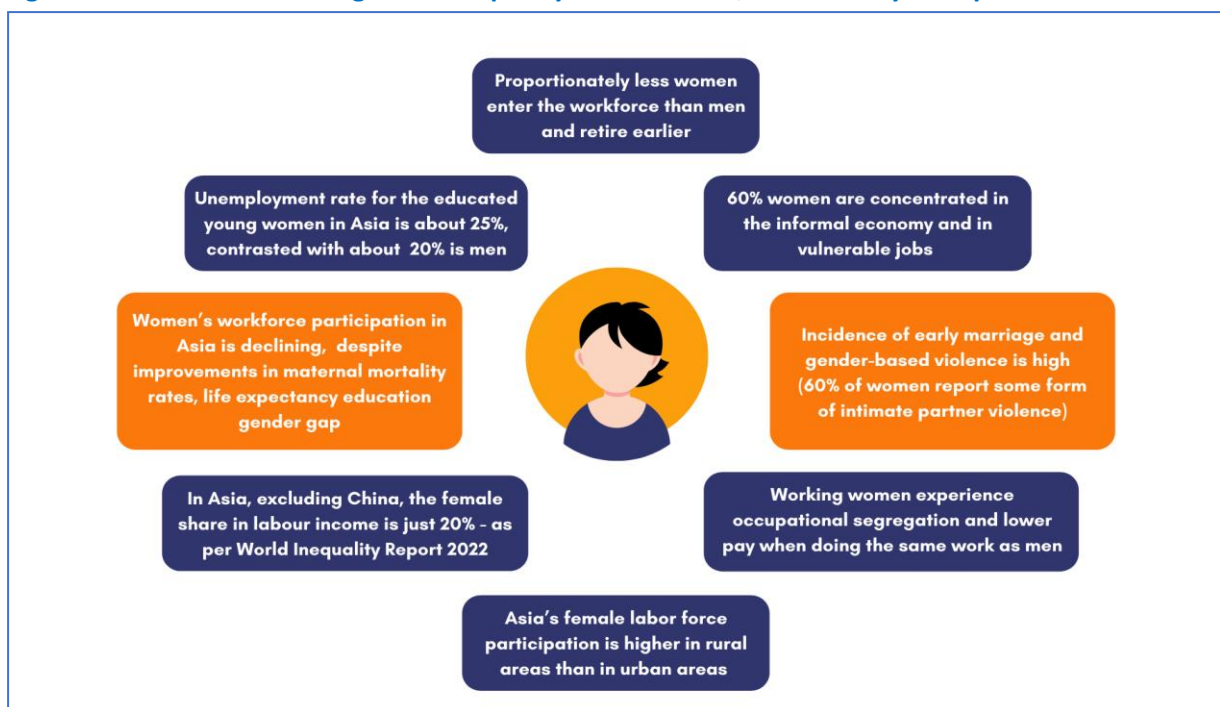 Proportionately less women
enter the workforce than men
and retire earlier
Unemployment rate for the educated
young women in Asia is about 25%,
contrasted with about 20% is men
60% women are concentrated in
the informal economy and in
vulnerable jobs
Women's workforce participation in
Asia is declining, despite
improvements in maternal mortality
rates, life expectancy education
gender gap
Incidence of early marriage and
gender-based violence is high
(60% of women report some form
of intimate partner violence)
In Asia, excluding China, the female
share in labour income is just 20% - as
per World Inequality Report 2022
Working women experience
occupational segregation and lower
pay when doing the same work as men
Asia's female labor force
participation is higher in rural
areas than in urban areas